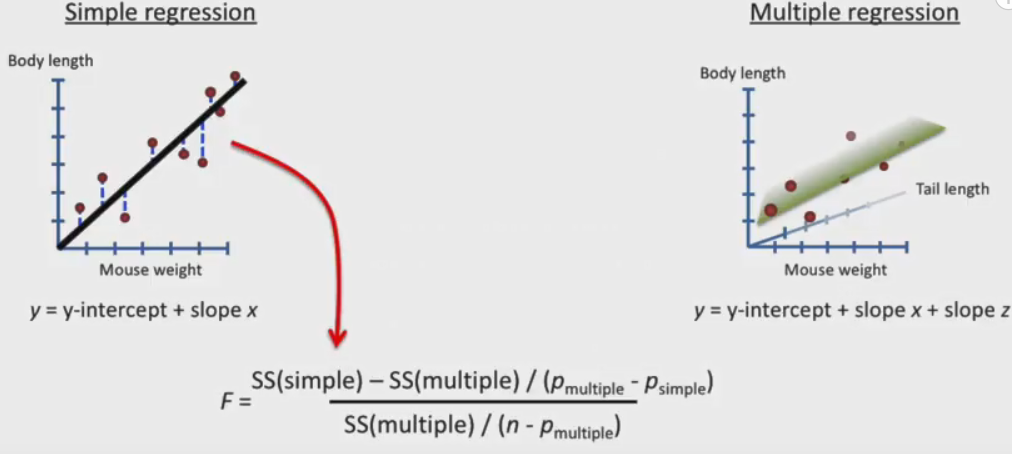 Simple regression
Multiple regression
Body length
Mouse weight
y = y-intercept + slope x
Body length
Tail length
Mouse weight
y = y-intercept + slope x + slope z
F =
SS(simple) – SS(multiple) / (pmultiple - psimple)
SS(multiple) / (n - pmultiple)